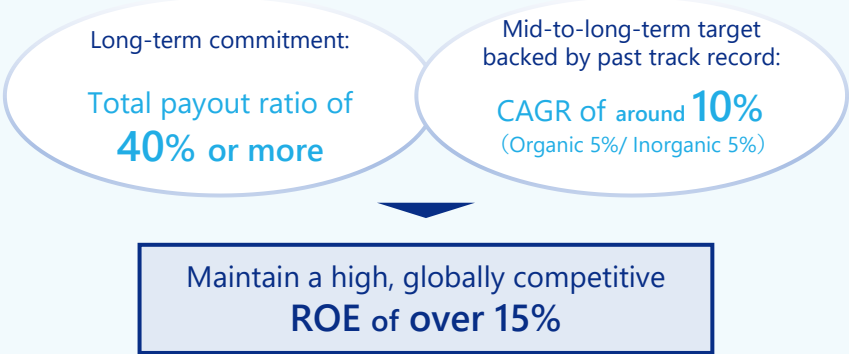 Long-term commitment:
Total payout ratio of
40% or more
Mid-to-long-term target
backed by past track record:
CAGR of around 10%
(Organic 5%/ Inorganic 5%)
Maintain a high, globally competitive
ROE of over 15%